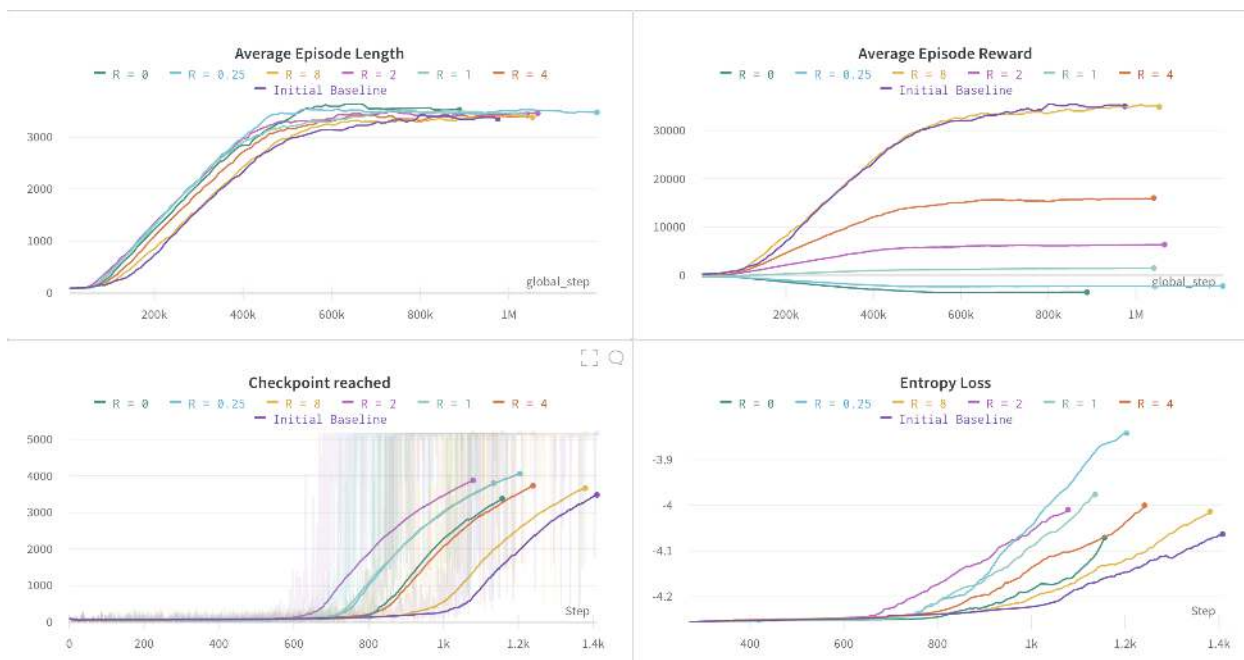 Average Episode Length
R = 0 R = 0.25 R = 8 R = 2 R = 1 R = 4
Initial Baseline
3000
2000
1000
0
global_step
200k 400k 600k 800k 1M
Average Episode Reward
R = 0 R = 0.25 R = 8 R = 2 R = 1 R = 4
Initial Baseline
30000
20000
10000
0
global_step
200k 400k 600k 800k 1M
Checkpoint reached
R = 0 R = 0.25 R = 8 R = 2 R = 1 R = 4
Initial Baseline
5000
4000
3000
2000
1000
0
Step
0 200 400 600 800 1k 1.2k 1.4k
Entropy Loss
R = 0 R = 0.25 R = 8 R = 2 R = 1 R = 4
Initial Baseline
-3.9
-4
-4.1
-4.2
Step
400 600 800 1k 1.2k 1.4k